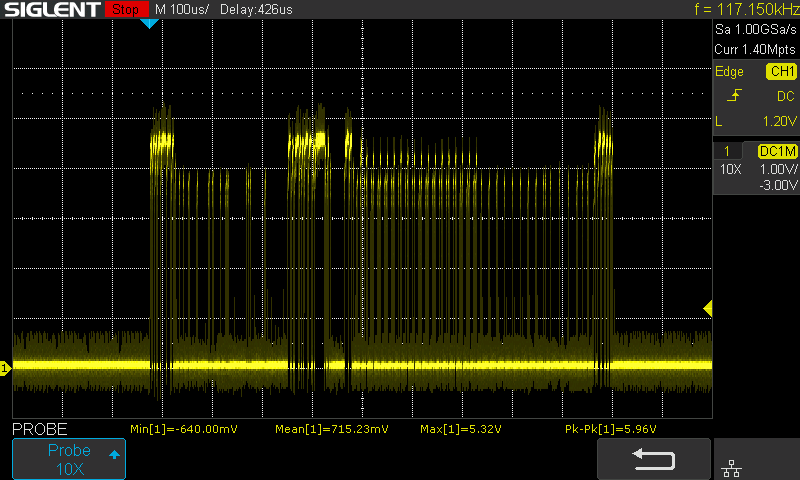 SIGLENT Stop M 100us/ Delay:426us f = 117.150kHz
Sa 1.00GSa/s
Curr 1.40Mpts
Edge CH1
DC
L 1.20V
1 DC1M
10X 1.00V/
-3.00V
1
PROBE Min[1]=-640.00mV Mean[1]=715.23mV Max[1]=5.32V Pk-Pk[1]=5.96V
Probe
10X